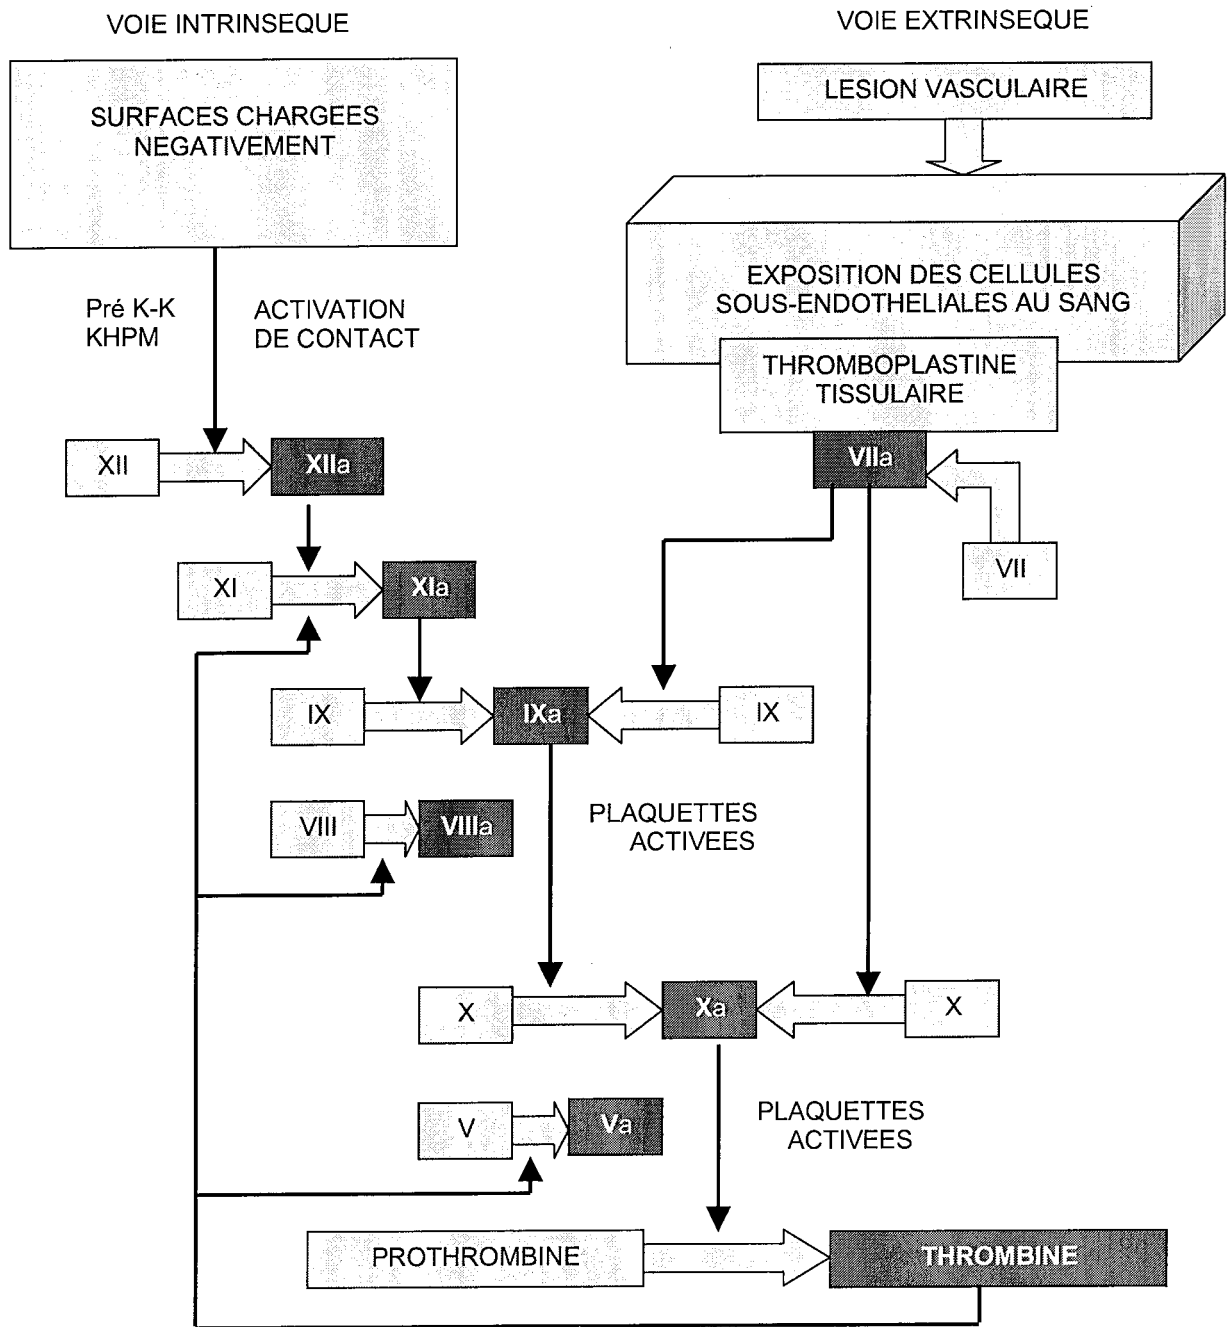 VOIE INTRINSEQUE
VOIE EXTRINSEQUE
SURFACES CHARGEES
NEGATIVEMENT
LESION VASCULAIRE
EXPOSITION DES CELLULES
SOUS-ENDOTHELIALES AU SANG
THROMBOPLASTINE
TISSULAIRE
Pré K-K
KHPM
ACTIVATION
DE CONTACT
XII
XIIa
VIIa
VII
XI
XIa
IX
IXa
IX
VIII
VIIIa
PLAQUETTES
ACTIVEES
X
Xa
X
V
Va
PLAQUETTES
ACTIVEES
PROTHROMBINE
THROMBINE